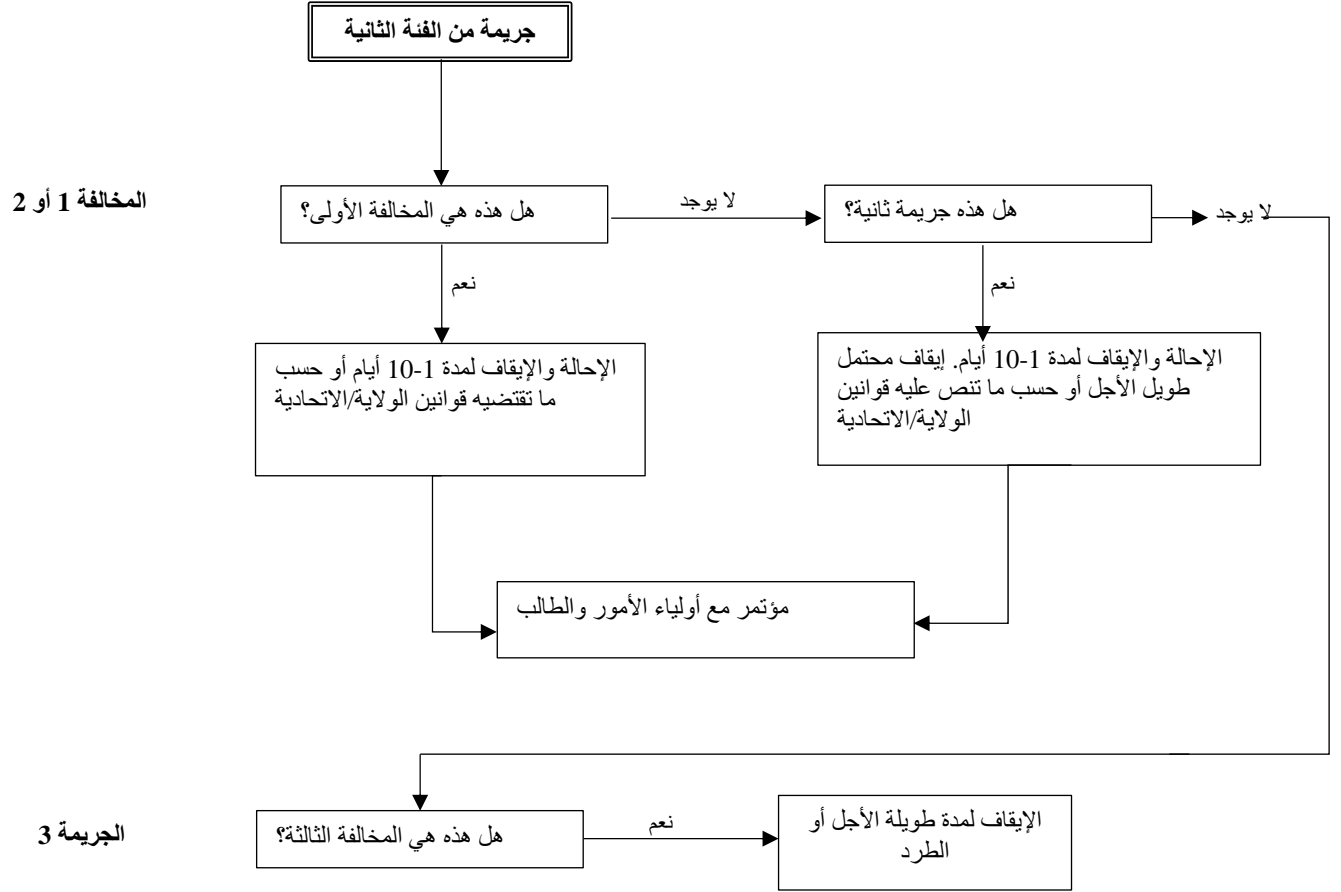 جريمة من الفئة الثانية
المخالفة 1 أو 2
هل هذه هي المخالفة الأولى؟
لا يوجد
هل هذه جريمة ثانية؟
لا يوجد
نعم
نعم
الإحالة والإيقاف لمدة 1-10 أيام أو حسب
ما تقتضيه قوانين الولاية/الاتحادية
الإحالة والإيقاف لمدة 1-10 أيام. إيقاف محتمل
طويل الأجل أو حسب ما تنص عليه قوانين
الولاية/الاتحادية
مؤتمر مع أولياء الأمور والطالب
الجريمة 3
هل هذه هي المخالفة الثالثة؟
نعم
الإيقاف لمدة طويلة الأجل أو
الطرد